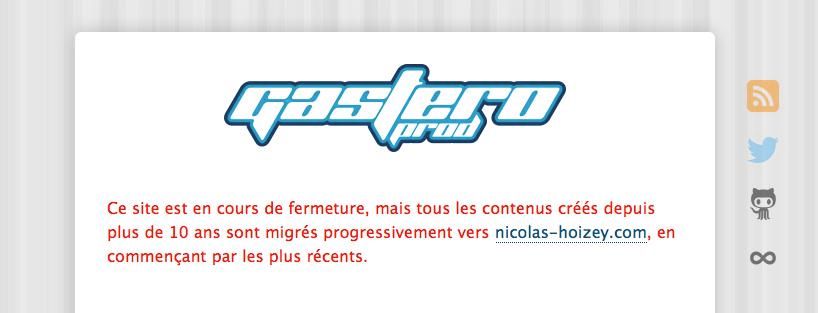 gastero
prod
Ce site est en cours de fermeture, mais tous les contenus créés depuis
plus de 10 ans sont migrés progressivement vers nicolas-hoizey.com, en
commençant par les plus récents.